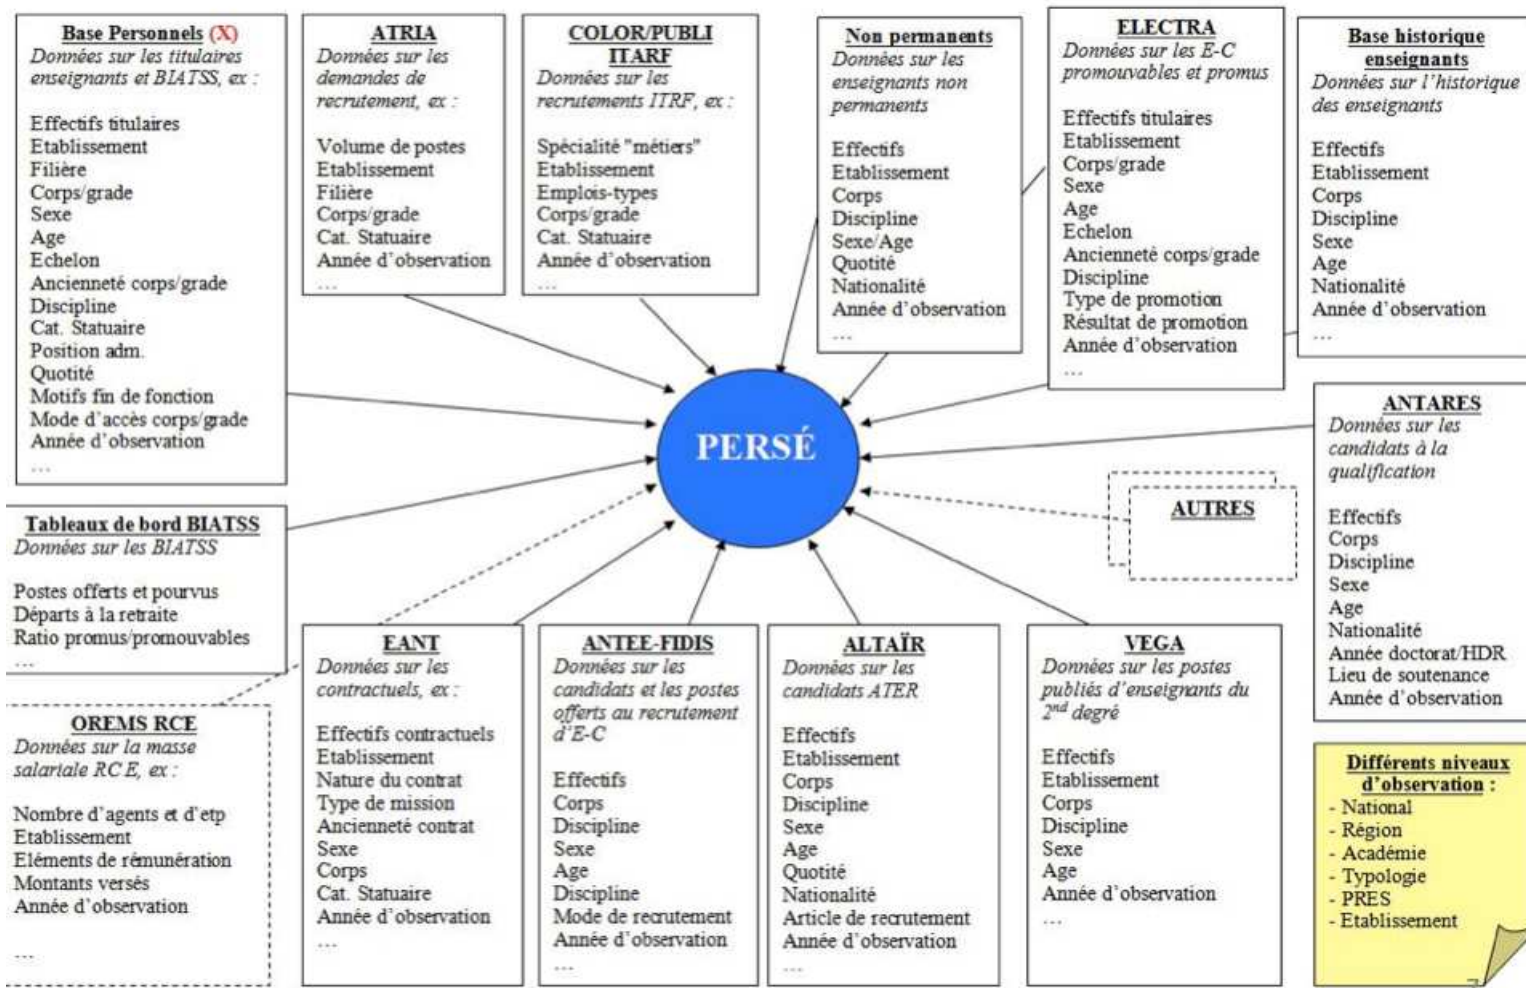 Base Personnels (X)
Données sur les titulaires
enseignants et BIATSS, ex :
Effectifs titulaires
Etablissement
Filière
Corps/grade
Sexe
Age
Echelon
Ancienneté corps/grade
Discipline
Cat. Statuaire
Position adm.
Quotité
Motifs fin de fonction
Mode d'accès corps/grade
Année d'observation
…
ATRIA
Données sur les
demandes de
recrutement, ex :
Volume de postes
Etablissement
Filière
Corps/grade
Cat. Statuaire
Année d'observation
…
COLOR/PUBLI
ITARF
Données sur les
recrutements ITRF, ex :
Spécialité "métiers"
Etablissement
Emplois-types
Corps/grade
Cat. Statuaire
Année d'observation
…
Non permanents
Données sur les
enseignants non
permanents
Effectifs
Etablissement
Corps
Discipline
Sexe/Age
Quotité
Nationalité
Année d'observation
…
ELECTRA
Données sur les E-C
promouvables et promus
Effectifs titulaires
Etablissement
Corps/grade
Sexe
Age
Echelon
Ancienneté corps/grade
Discipline
Type de promotion
Résultat de promotion
Année d'observation
…
Base historique
enseignants
Données sur l'historique
des enseignants
Effectifs
Etablissement
Corps
Discipline
Sexe
Age
Nationalité
Année d'observation
…
PERSÉ
ANTARES
Données sur les
candidats à la
qualification
Effectifs
Corps
Discipline
Sexe
Age
Nationalité
Année doctorat/HDR
Lieu de soutenance
Année d'observation
AUTRES
Tableaux de bord BIATSS
Données sur les BIATSS
Postes offerts et pourvus
Départs à la retraite
Ratio promus/promouvables
…
OREMS RCE
Données sur la masse
salariale RCE, ex :
Nombre d'agents et d'etp
Etablissement
Eléments de rémunération
Montants versés
Année d'observation
…
EANT
Données sur les
contractuels, ex :
Effectifs contractuels
Etablissement
Nature du contrat
Type de mission
Ancienneté contrat
Sexe
Corps
Cat. Statuaire
Année d'observation
…
ANTEE-FIDIS
Données sur les
candidats et les postes
offerts au recrutement
d'E-C
Effectifs
Corps
Discipline
Sexe
Age
Discipline
Mode de recrutement
Année d'observation
…
ALTAÏR
Données sur les
candidats ATER
Effectifs
Etablissement
Corps
Discipline
Sexe
Age
Quotité
Nationalité
Article de recrutement
Année d'observation
…
VEGA
Données sur les postes
publiés d'enseignants du
2nd degré
Effectifs
Etablissement
Corps
Discipline
Sexe
Age
Année d'observation
…
Différents niveaux
d'observation :
- National
- Région
- Académie
- Typologie
- PRES
- Etablissement